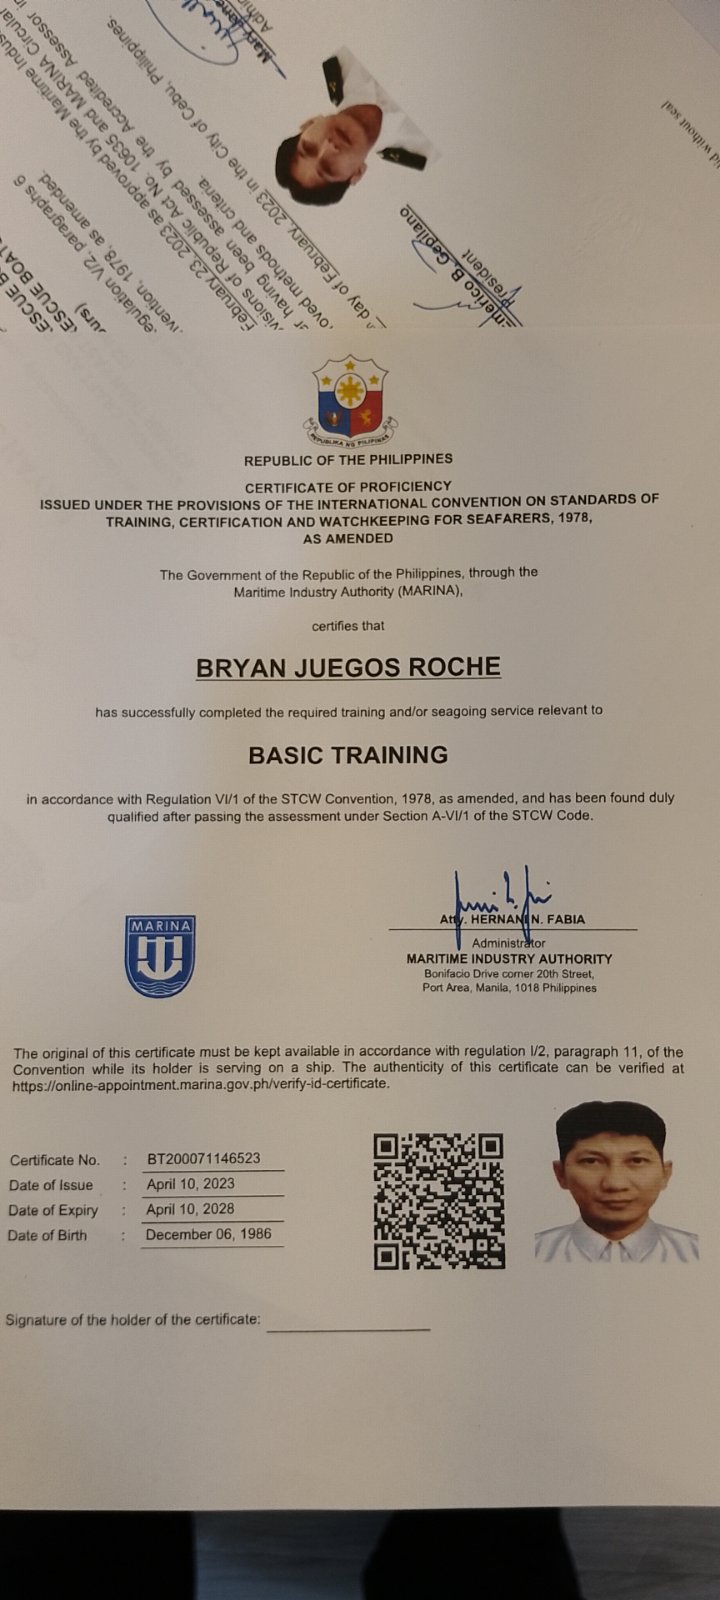 id without seal
Admini
Philippines.
in the City of Cebu,
day of February, 2023
oved methods and criteria.
having been assessed by the Accredited Assessor in
visions of Republic Act No. 10635 and MARINA Circular
February 23, 2023 as approved by the Maritime Indus
vention, 1978, as amended.
egulation VI/2, paragraphs 6
urs)
ESCUE BOAT
merico B. Gepiliano
President
REPUBLIKA NG PILIPINAS
REPUBLIC OF THE PHILIPPINES
CERTIFICATE OF PROFICIENCY
ISSUED UNDER THE PROVISIONS OF THE INTERNATIONAL CONVENTION ON STANDARDS OF
TRAINING, CERTIFICATION AND WATCHKEEPING FOR SEAFARERS, 1978,
AS AMENDED
The Government of the Republic of the Philippines, through the
Maritime Industry Authority (MARINA),
certifies that
BRYAN JUEGOS ROCHE
has successfully completed the required training and/or seagoing service relevant to
BASIC TRAINING
in accordance with Regulation VI/1 of the STCW Convention, 1978, as amended, and has been found duly
qualified after passing the assessment under Section A-VI/1 of the STCW Code.
MARINA
Atty. HERNANI N. FABIA
Administrator
MARITIME INDUSTRY AUTHORITY
Bonifacio Drive corner 20th Street,
Port Area, Manila, 1018 Philippines
The original of this certificate must be kept available in accordance with regulation I/2, paragraph 11, of the
Convention while its holder is serving on a ship. The authenticity of this certificate can be verified at
https://online-appointment.marina.gov.ph/verify-id-certificate.
Certificate No. : BT200071146523
Date of Issue : April 10, 2023
Date of Expiry : April 10, 2028
Date of Birth : December 06, 1986
Signature of the holder of the certificate: